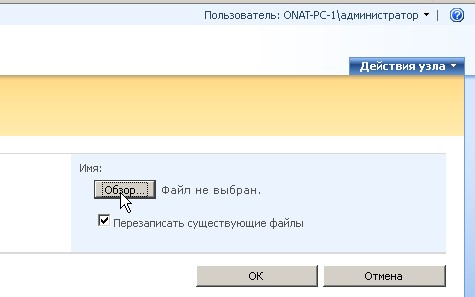 Пользователь: ONAT-PC-1\администратор
Действия узла
Имя:
Обзор... Файл не выбран.
Перезаписать существующие файлы
ОК Отмена